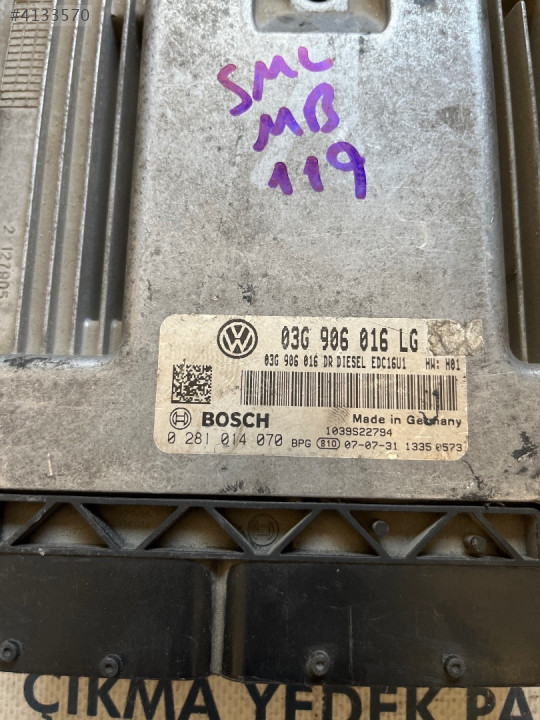 #4133570
SML
MB
119
2 127805
03G 906 016 LG
03G 906 016 DR DIESEL EDC16U1 HW: H01
BOSCH
Made in Germany
1039S22794
0 281 014 070 BPG 810 07-07-31 1335 0573
ÇIKMA YEDEK PA